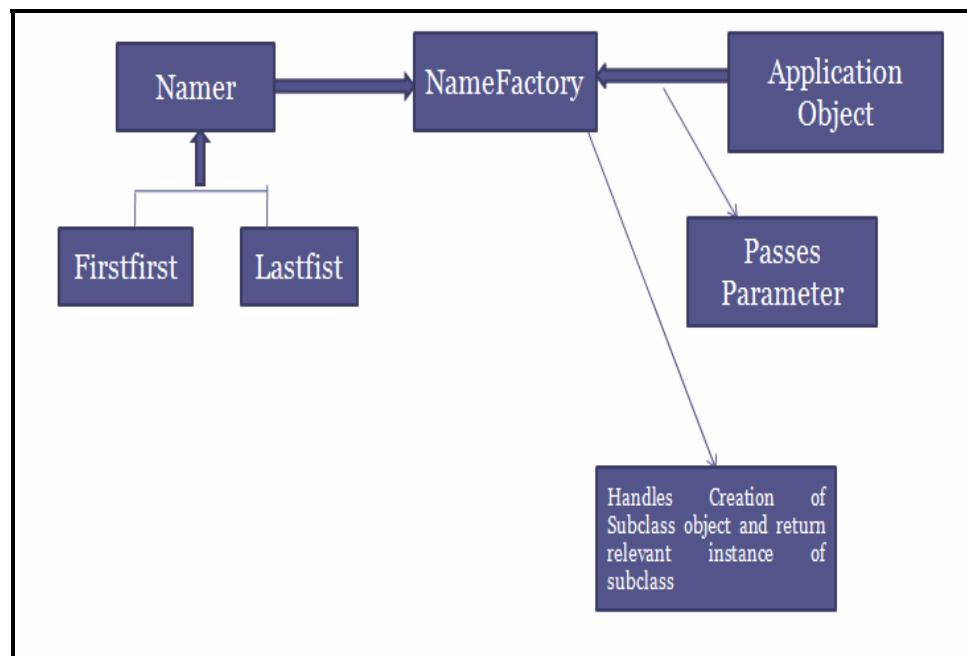 Namer
NameFactory
Application
Object
Firstfirst
Lastfist
Passes
Parameter
Handles Creation of
Subclass object and return
relevant instance of
subclass